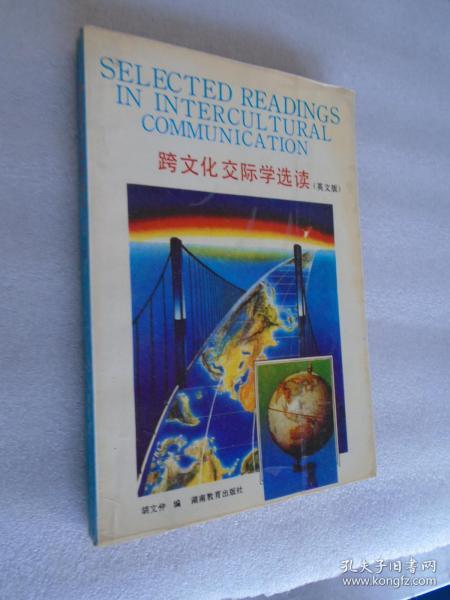 SELECTED READINGS
IN INTERCULTURAL
COMMUNICATION
跨文化交际学选读(英文版)
胡文仲 编 湖南教育出版社
孔夫子旧书网
www.kongfz.com